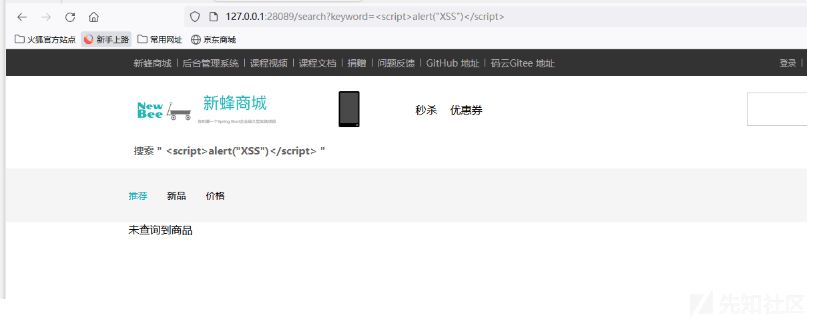 127.0.0.1:28089/search?keyword=<script>alert("XSS")</script>
火狐官方站点 新手上路 常用网址 京东商城
新蜂商城 | 后台管理系统 | 课程视频 | 课程文档 | 捐赠 | 问题反馈 | GitHub 地址 | 码云Gitee 地址 登录 |
New Bee 新蜂商城
秒杀 优惠券
搜索 " <script>alert("XSS")</script> "
推荐 新品 价格
未查询到商品
先知社区